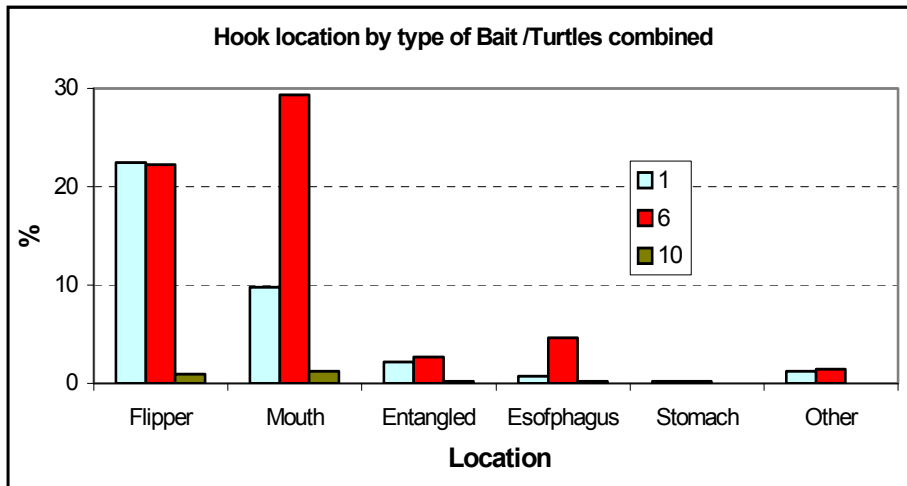 Hook location by type of Bait /Turtles combined
30
20
10
0
%
1
6
10
Flipper Mouth Entangled Esofphagus Stomach Other
Location